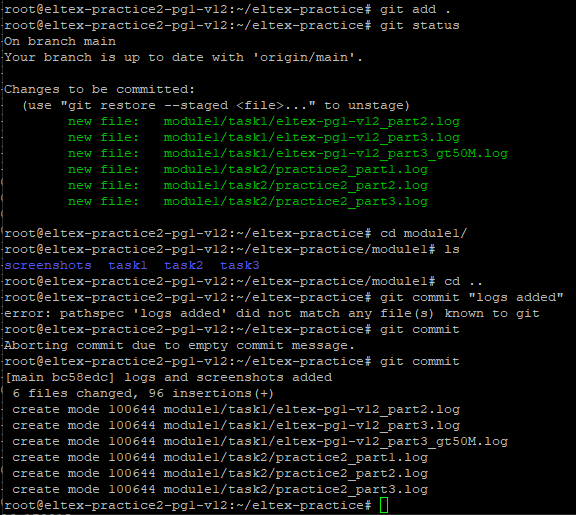 root@eltex-practice2-pg1-v12:~/eltex-practice# git add .
root@eltex-practice2-pg1-v12:~/eltex-practice# git status
On branch main
Your branch is up to date with 'origin/main'.
Changes to be committed:
  (use "git restore --staged <file>..." to unstage)
        new file:   module1/task1/eltex-pg1-v12_part2.log
        new file:   module1/task1/eltex-pg1-v12_part3.log
        new file:   module1/task1/eltex-pg1-v12_part3_gt50M.log
        new file:   module1/task2/practice2_part1.log
        new file:   module1/task2/practice2_part2.log
        new file:   module1/task2/practice2_part3.log
root@eltex-practice2-pg1-v12:~/eltex-practice# cd module1/
root@eltex-practice2-pg1-v12:~/eltex-practice/module1# ls
screenshots  task1  task2  task3
root@eltex-practice2-pg1-v12:~/eltex-practice/module1# cd ..
root@eltex-practice2-pg1-v12:~/eltex-practice# git commit "logs added"
error: pathspec 'logs added' did not match any file(s) known to git
root@eltex-practice2-pg1-v12:~/eltex-practice# git commit
Aborting commit due to empty commit message.
root@eltex-practice2-pg1-v12:~/eltex-practice# git commit
[main bc58edc] logs and screenshots added
 6 files changed, 96 insertions(+)
 create mode 100644 module1/task1/eltex-pg1-v12_part2.log
 create mode 100644 module1/task1/eltex-pg1-v12_part3.log
 create mode 100644 module1/task1/eltex-pg1-v12_part3_gt50M.log
 create mode 100644 module1/task2/practice2_part1.log
 create mode 100644 module1/task2/practice2_part2.log
 create mode 100644 module1/task2/practice2_part3.log
root@eltex-practice2-pg1-v12:~/eltex-practice#